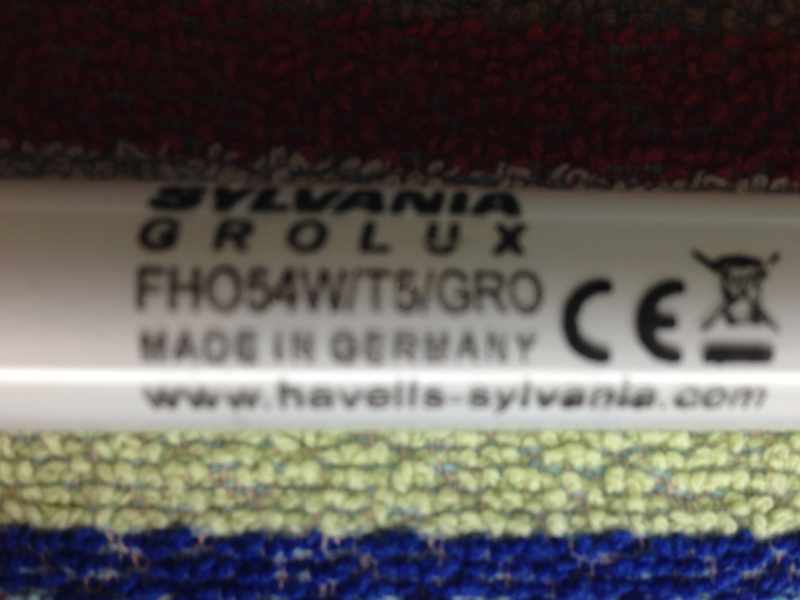 SYLVANIA
GROLUX
FHO54W/T5/GRO
MADE IN GERMANY
www.havells-sylvania.com
CE